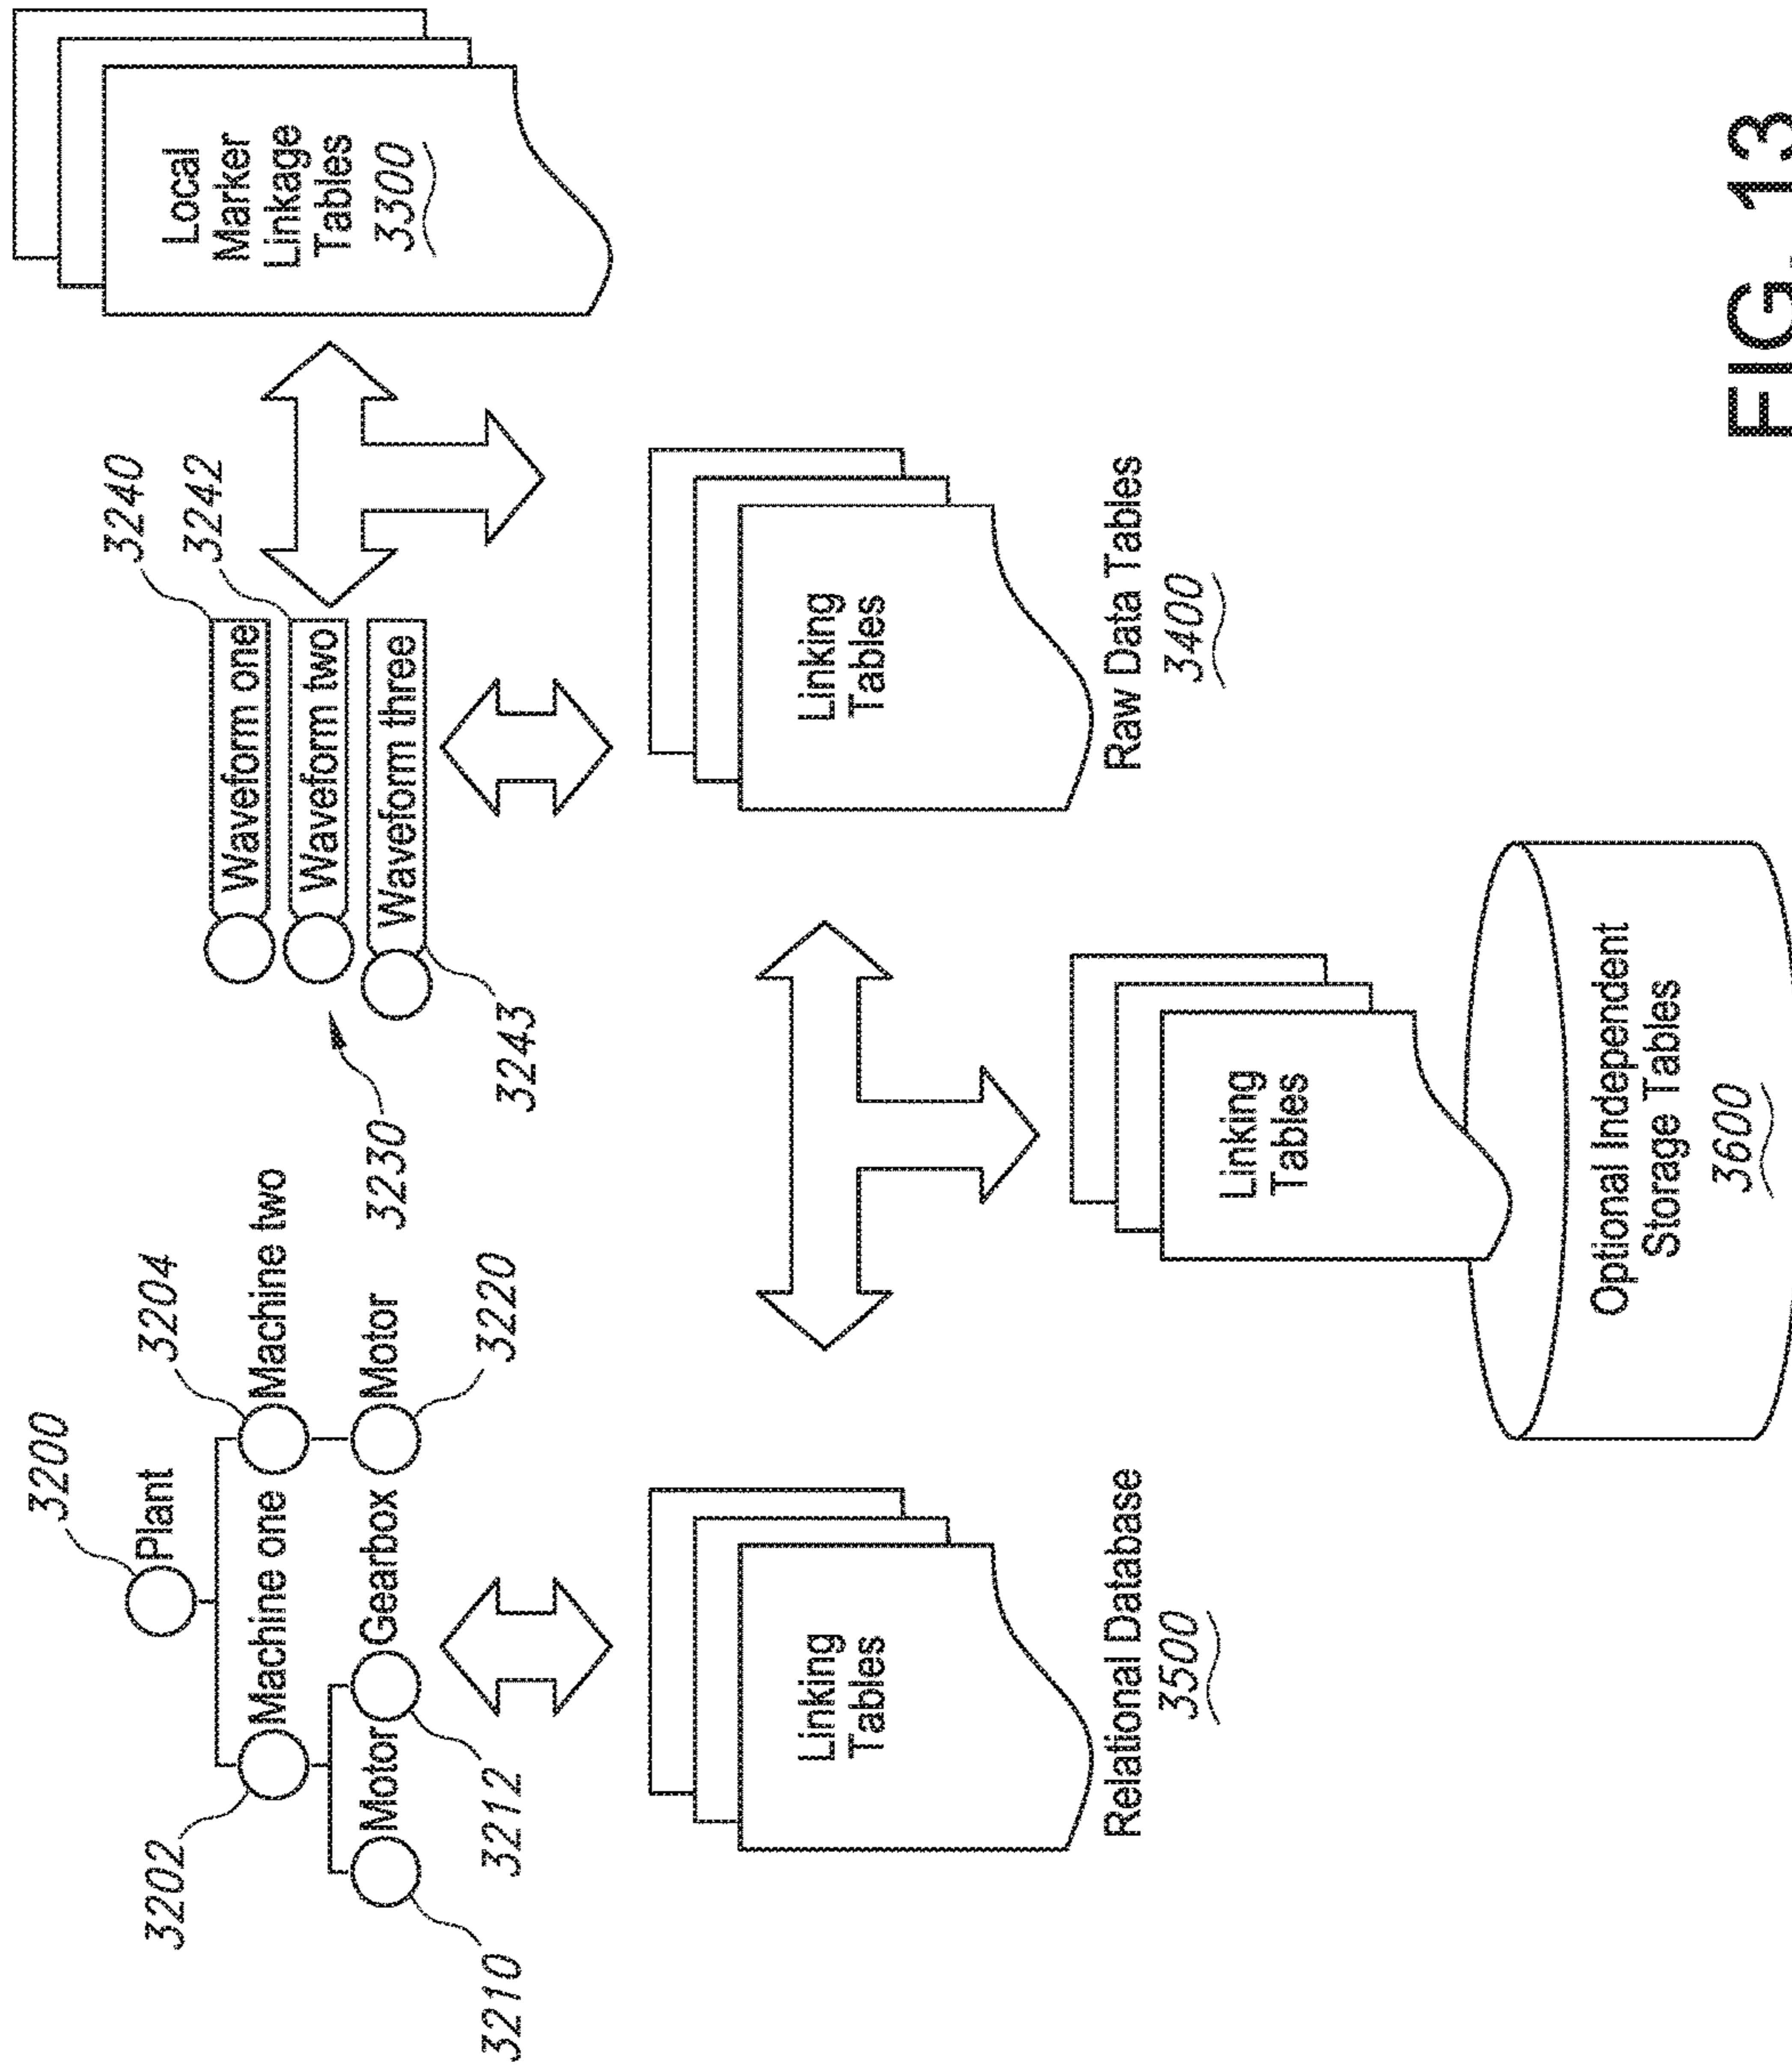 3200
Plant
3202
Machine one
3204
Machine two
Motor
Gearbox
Motor
3210
3212
3220
3230
3240
Waveform one
3242
Waveform two
Waveform three
3243
Local
Marker
Linkage
Tables
3300
Linking
Tables
Relational Database
3500
Linking
Tables
Raw Data Tables
3400
Linking
Tables
Optional Independent
Storage Tables
3600
FIG. 13